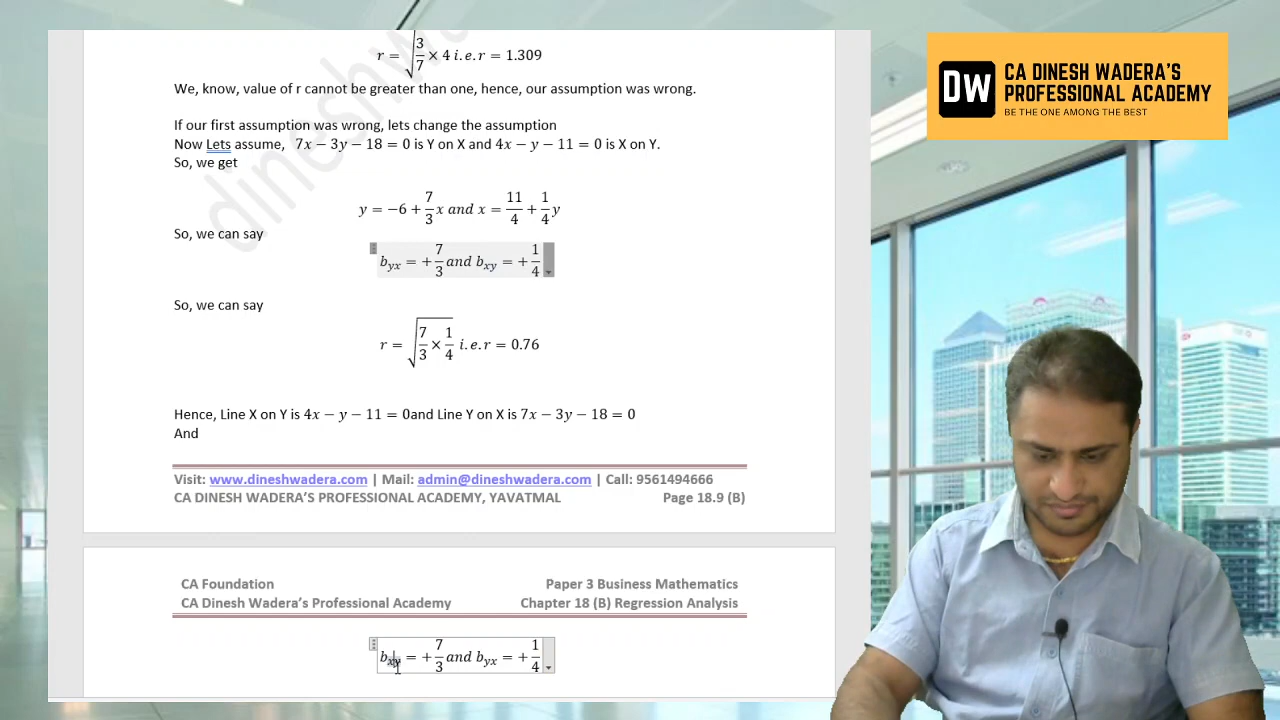 r = √(3/7 × 4) i.e.r = 1.309
We, know, value of r cannot be greater than one, hence, our assumption was wrong.
If our first assumption was wrong, lets change the assumption
Now Lets assume, 7x − 3y − 18 = 0 is Y on X and 4x − y − 11 = 0 is X on Y.
So, we get
y = −6 + 7/3 x and x = 11/4 + 1/4 y
So, we can say
b_yx = + 7/3 and b_xy = + 1/4
So, we can say
r = √(7/3 × 1/4) i.e.r = 0.76
Hence, Line X on Y is 4x − y − 11 = 0and Line Y on X is 7x − 3y − 18 = 0
And
Visit: www.dineshwadera.com | Mail: admin@dineshwadera.com | Call: 9561494666
CA DINESH WADERA'S PROFESSIONAL ACADEMY, YAVATMAL Page 18.9 (B)
CA Foundation Paper 3 Business Mathematics
CA Dinesh Wadera's Professional Academy Chapter 18 (B) Regression Analysis
b_xy = + 7/3 and b_yx = + 1/4
DW
CA DINESH WADERA'S
PROFESSIONAL ACADEMY
BE THE ONE AMONG THE BEST